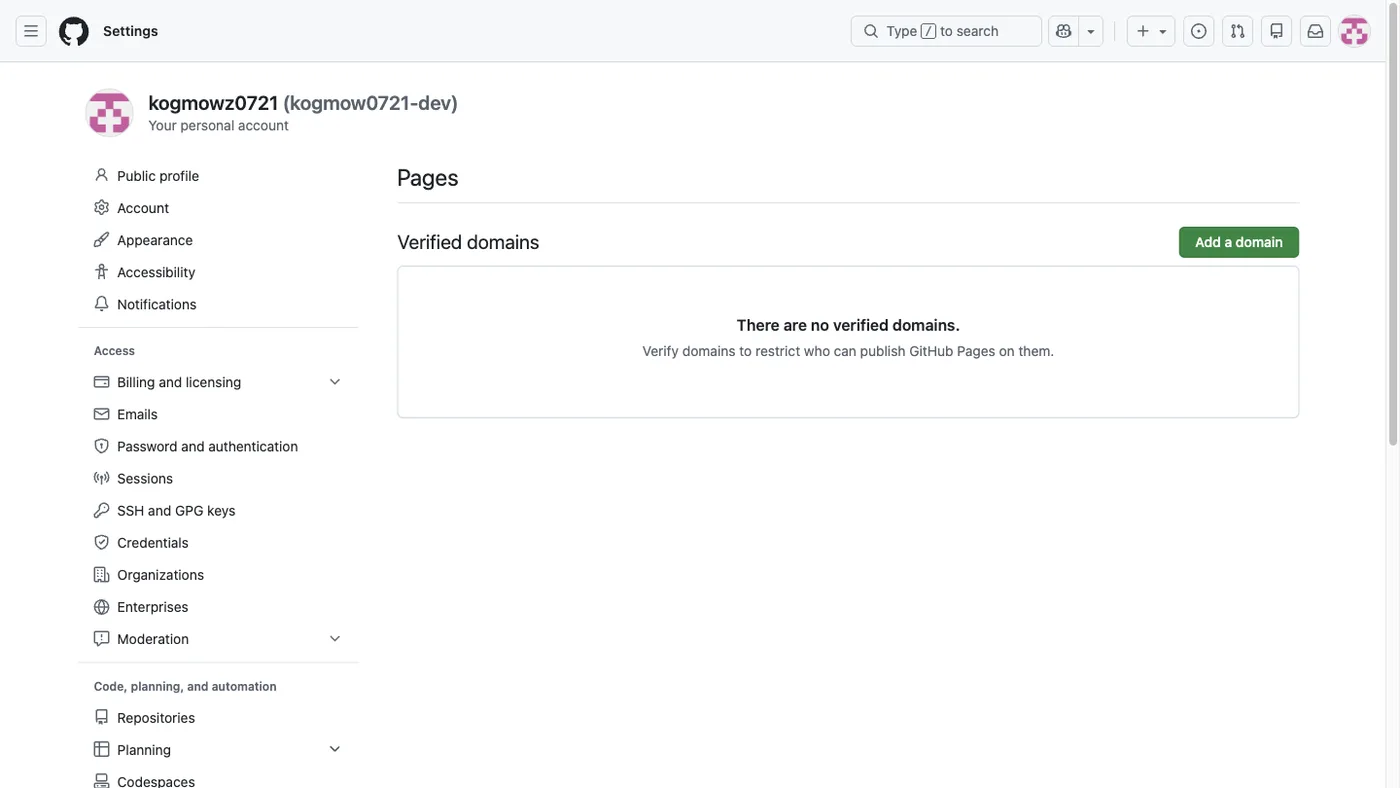 Settings
Type / to search
kogmowz0721 (kogmow0721-dev)
Your personal account
Public profile
Account
Appearance
Accessibility
Notifications
Access
Billing and licensing
Emails
Password and authentication
Sessions
SSH and GPG keys
Credentials
Organizations
Enterprises
Moderation
Code, planning, and automation
Repositories
Planning
Codespaces
Pages
Verified domains
Add a domain
There are no verified domains.
Verify domains to restrict who can publish GitHub Pages on them.